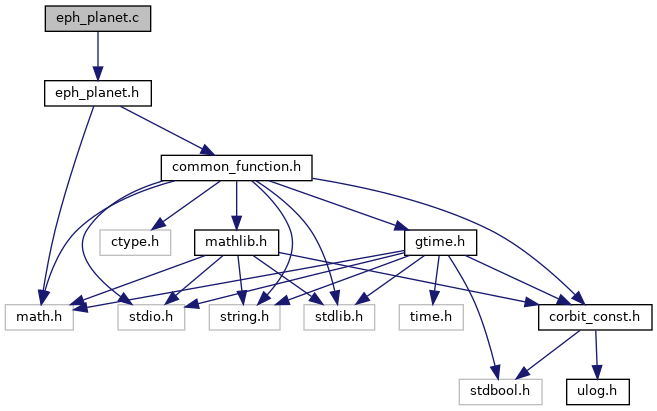 eph_planet.c
eph_planet.h
common_function.h
ctype.h
mathlib.h
gtime.h
math.h
stdio.h
string.h
stdlib.h
time.h
corbit_const.h
stdbool.h
ulog.h